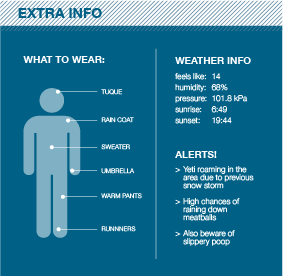 EXTRA INFO
WHAT TO WEAR:
TUQUE
RAIN COAT
SWEATER
UMBRELLA
WARM PANTS
RUNNNERS
WEATHER INFO
feels like: 14
humidity: 68%
pressure: 101.8 kPa
sunrise: 6:49
sunset: 19:44
ALERTS!
> Yeti roaming in the
area due to previous
snow storm
> High chances of
raining down
meatballs
> Also beware of
slippery poop